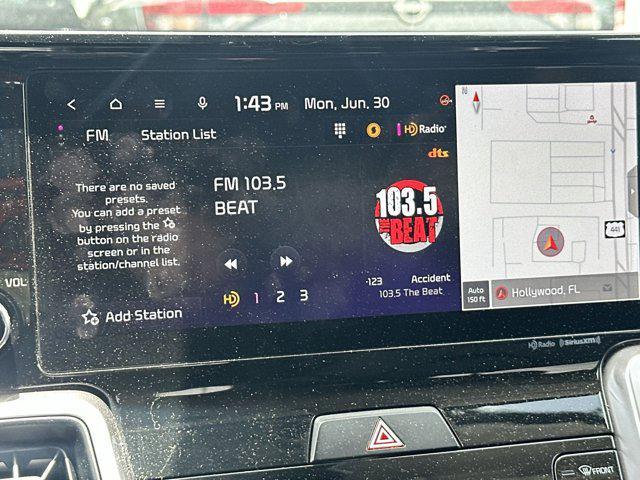 1:43 PM Mon, Jun. 30
N
FM Station List
HD Radio
dts
There are no saved
presets.
You can add a preset
by pressing the
button on the radio
screen or in the
station/channel list.
FM 103.5
BEAT
103.5
THE BEAT
441
VOL
HD 1 2 3
-123 Accident
103.5 The Beat
Auto
150 ft
Hollywood, FL
Add Station
HD Radio ((SiriusXM))
FRONT